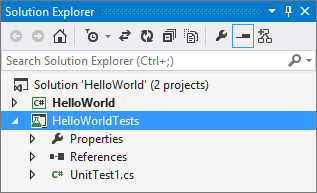 Solution Explorer
Search Solution Explorer (Ctrl+;)
Solution 'HelloWorld' (2 projects)
C# HelloWorld
HelloWorldTests
Properties
References
C# UnitTest1.cs